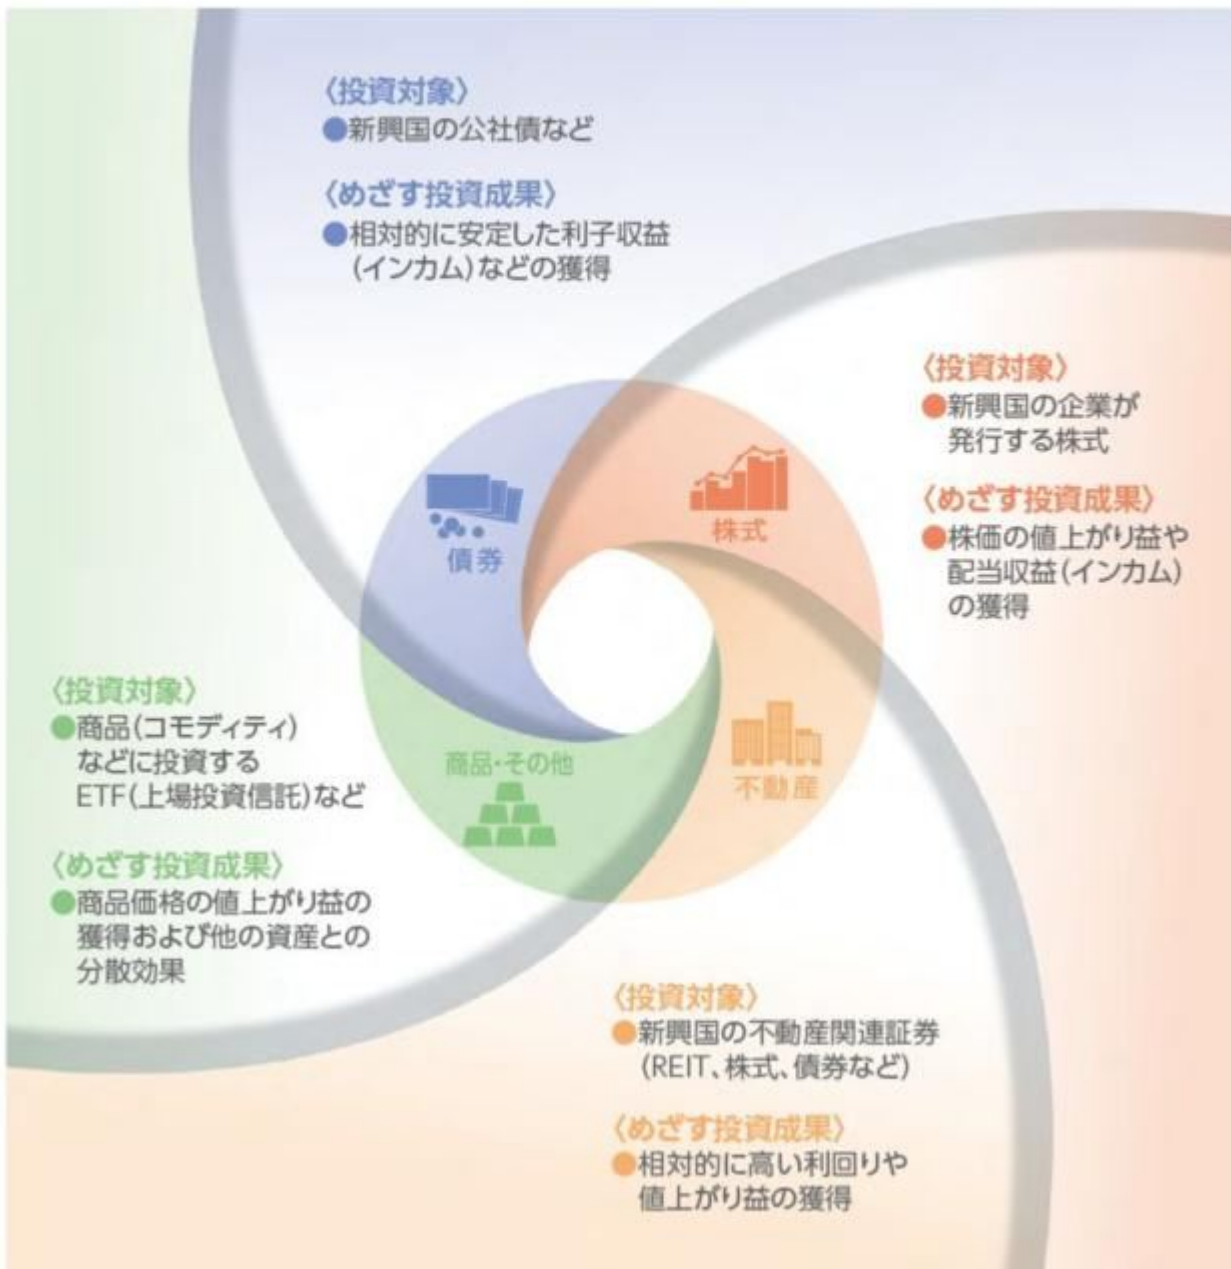 〈投資対象〉
●新興国の公社債など
〈めざす投資成果〉
●相対的に安定した利子収益
(インカム)などの獲得
〈投資対象〉
●新興国の企業が
発行する株式
〈めざす投資成果〉
●株価の値上がり益や
配当収益(インカム)
の獲得
債券
株式
商品・その他
不動産
〈投資対象〉
●商品(コモディティ)
などに投資する
ETF(上場投資信託)など
〈めざす投資成果〉
●商品価格の値上がり益の
獲得および他の資産との
分散効果
〈投資対象〉
●新興国の不動産関連証券
(REIT、株式、債券など)
〈めざす投資成果〉
●相対的に高い利回りや
値上がり益の獲得